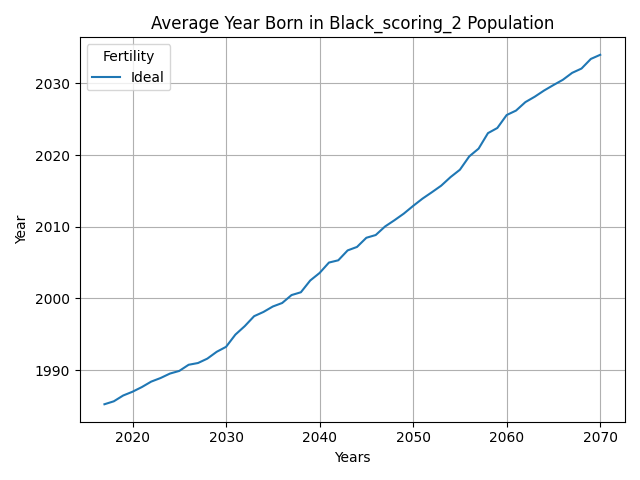 Average Year Born in Black_scoring_2 Population
Fertility
Ideal
2030
2020
2010
2000
1990
Year
2020 2030 2040 2050 2060 2070
Years